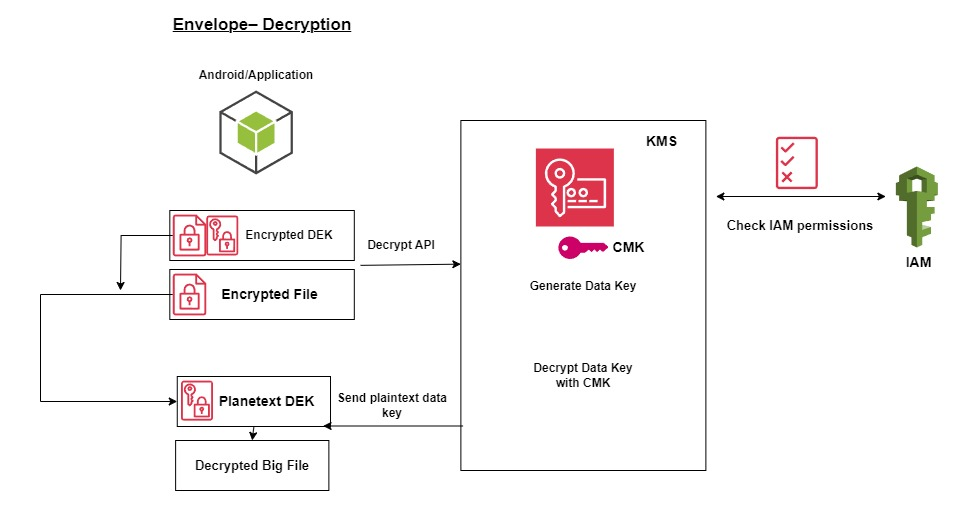 Envelope– Decryption
Android/Application
KMS
Encrypted DEK
Decrypt API
CMK
Check IAM permissions
IAM
Encrypted File
Generate Data Key
Decrypt Data Key
with CMK
Planetext DEK
Send plaintext data
key
Decrypted Big File